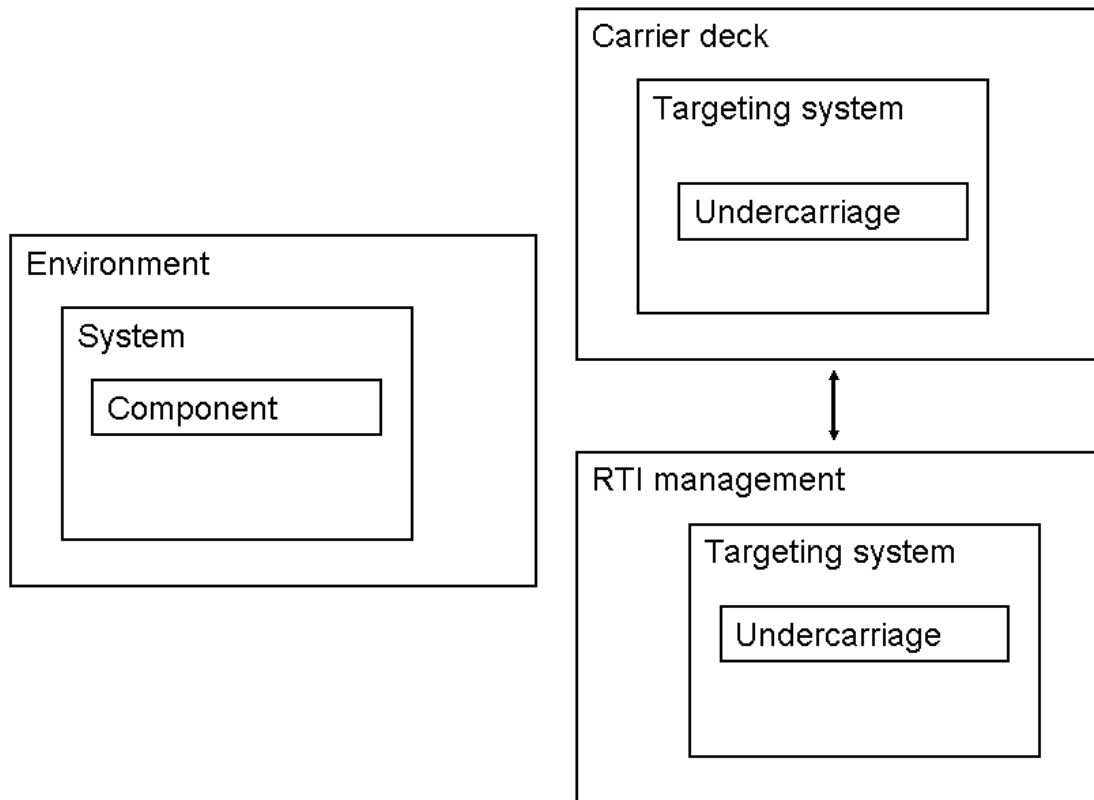 Environment
System
Component
Carrier deck
Targeting system
Undercarriage
RTI management
Targeting system
Undercarriage